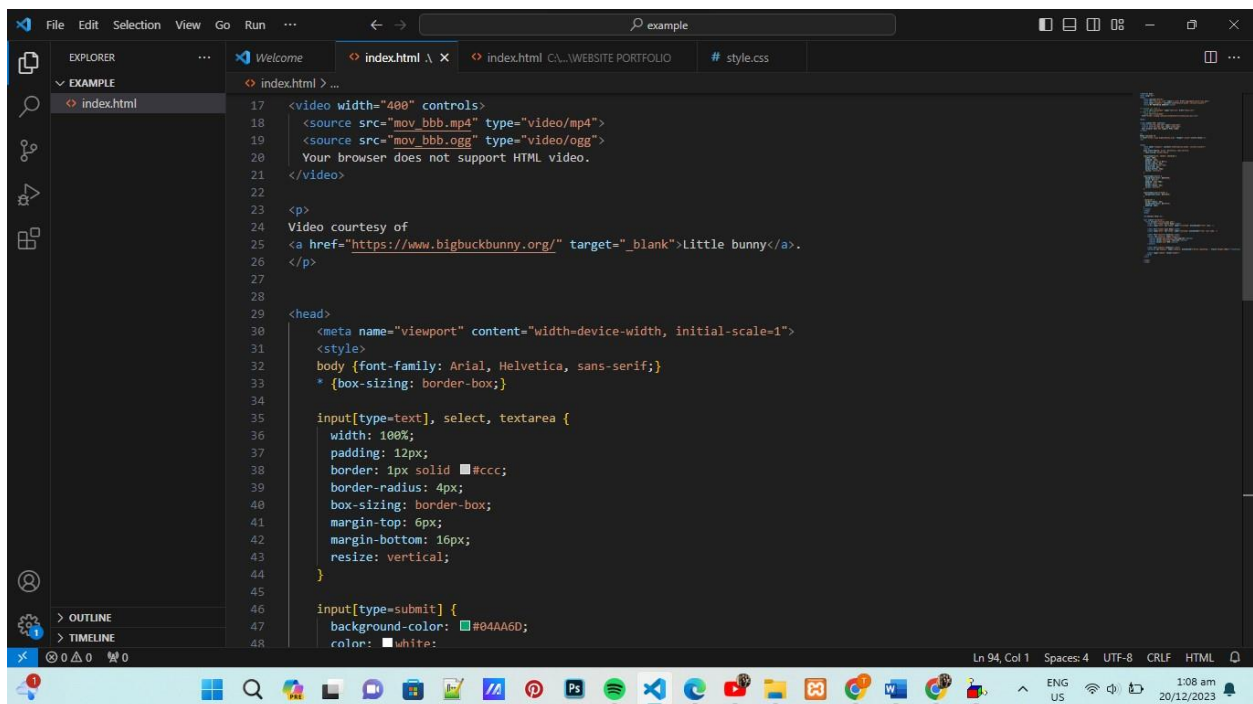 File Edit Selection View Go Run ··· ← → example
EXPLORER ···
Welcome index.html .\ index.html C:\...\WEBSITE PORTFOLIO # style.css ···
EXAMPLE
index.html > ...
index.html
17 <video width="400" controls>
18 <source src="mov_bbb.mp4" type="video/mp4">
19 <source src="mov_bbb.ogg" type="video/ogg">
20 Your browser does not support HTML video.
21 </video>
22
23 <p>
24 Video courtesy of
25 <a href="https://www.bigbuckbunny.org/" target="_blank">Little bunny</a>.
26 </p>
27
28
29 <head>
30 <meta name="viewport" content="width=device-width, initial-scale=1">
31 <style>
32 body {font-family: Arial, Helvetica, sans-serif;}
33 * {box-sizing: border-box;}
34
35 input[type=text], select, textarea {
36 width: 100%;
37 padding: 12px;
38 border: 1px solid #ccc;
39 border-radius: 4px;
40 box-sizing: border-box;
41 margin-top: 6px;
42 margin-bottom: 16px;
43 resize: vertical;
44 }
45
46 input[type=submit] {
47 background-color: #04AA6D;
48 color: white;
OUTLINE
TIMELINE
1
0 0 0 Ln 94, Col 1 Spaces: 4 UTF-8 CRLF HTML
1 PRE Ps ENG US 1:08 am
20/12/2023